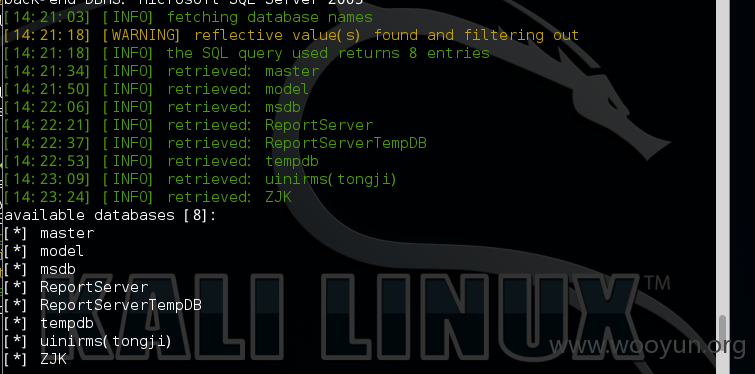 back-end DBMS: Microsoft SQL Server 2005
[14:21:03] [INFO] fetching database names
[14:21:18] [WARNING] reflective value(s) found and filtering out
[14:21:18] [INFO] the SQL query used returns 8 entries
[14:21:34] [INFO] retrieved: master
[14:21:50] [INFO] retrieved: model
[14:22:06] [INFO] retrieved: msdb
[14:22:21] [INFO] retrieved: ReportServer
[14:22:37] [INFO] retrieved: ReportServerTempDB
[14:22:53] [INFO] retrieved: tempdb
[14:23:09] [INFO] retrieved: uinirms(tongji)
[14:23:24] [INFO] retrieved: ZJK
available databases [8]:
[*] master
[*] model
[*] msdb
[*] ReportServer
[*] ReportServerTempDB
[*] tempdb
[*] uinirms(tongji)
[*] ZJK
KALI LINUX™
www.wooyun.org